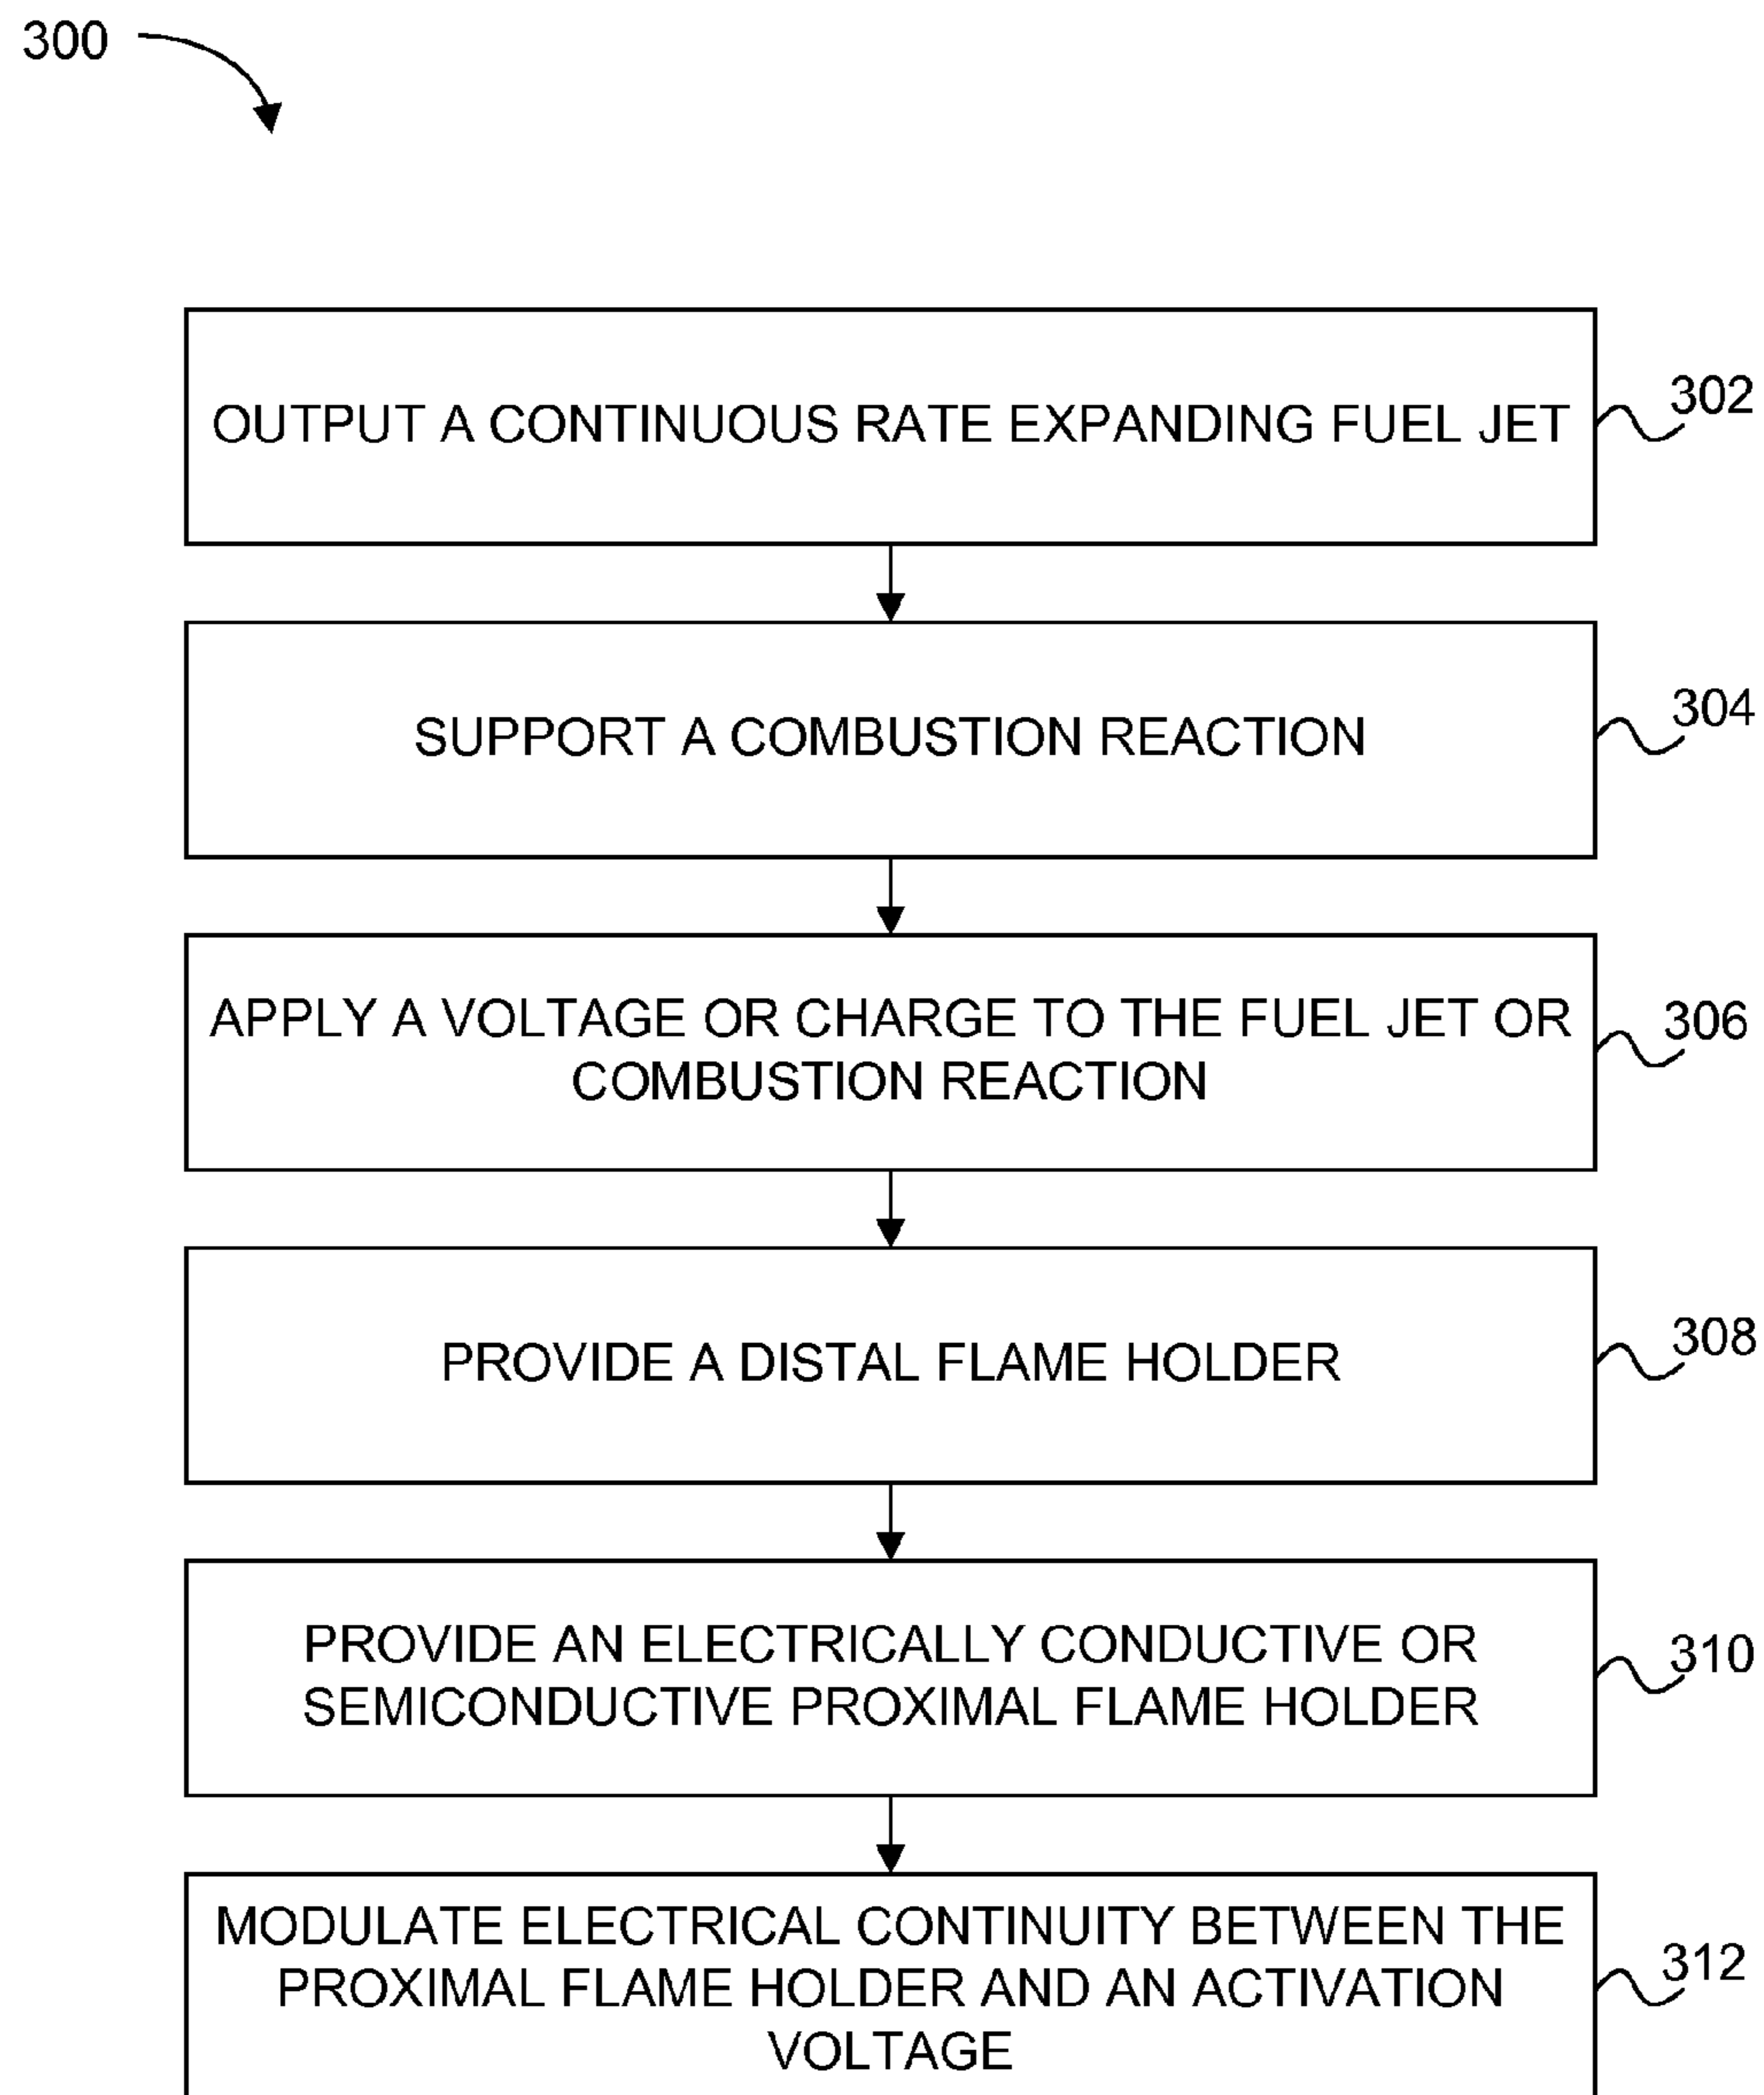 300
OUTPUT A CONTINUOUS RATE EXPANDING FUEL JET
302
SUPPORT A COMBUSTION REACTION
304
APPLY A VOLTAGE OR CHARGE TO THE FUEL JET OR
COMBUSTION REACTION
306
PROVIDE A DISTAL FLAME HOLDER
308
PROVIDE AN ELECTRICALLY CONDUCTIVE OR
SEMICONDUCTIVE PROXIMAL FLAME HOLDER
310
MODULATE ELECTRICAL CONTINUITY BETWEEN THE
PROXIMAL FLAME HOLDER AND AN ACTIVATION
VOLTAGE
312